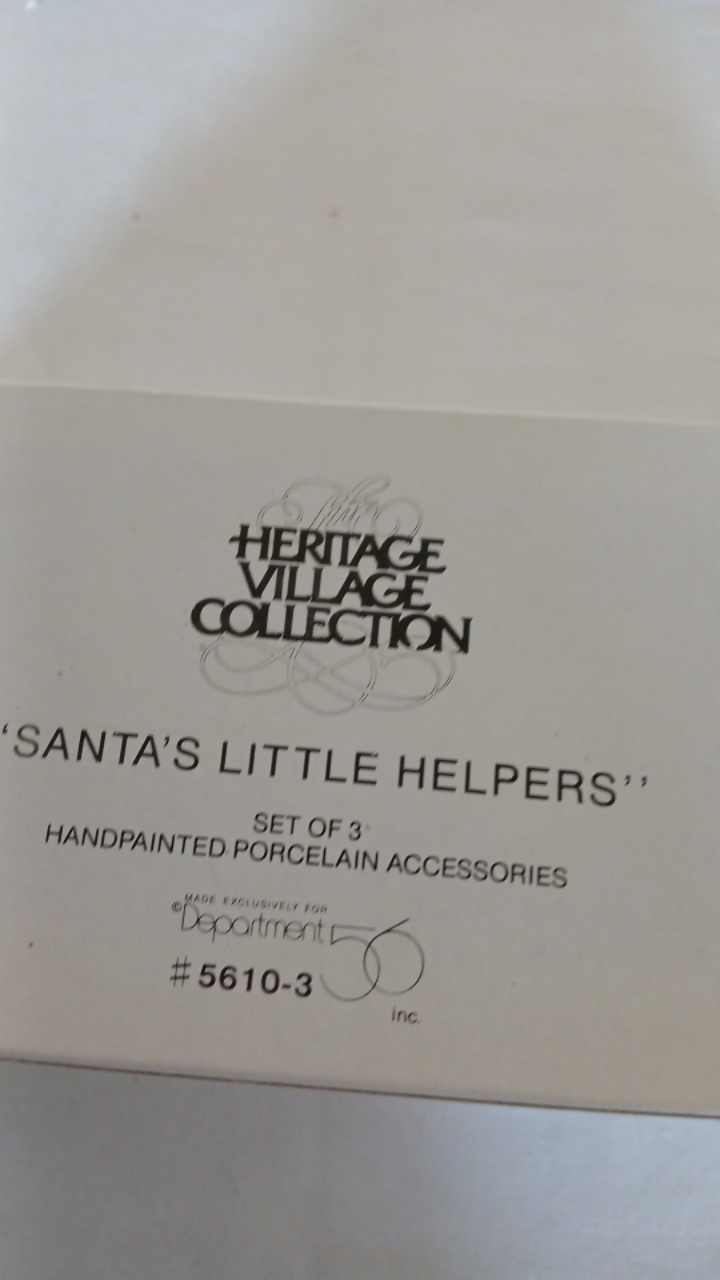 The
HERITAGE
VILLAGE
COLLECTION
‘SANTA'S LITTLE HELPERS’’
SET OF 3
HANDPAINTED PORCELAIN ACCESSORIES
MADE EXCLUSIVELY FOR
©Department 56
#5610-3
inc.